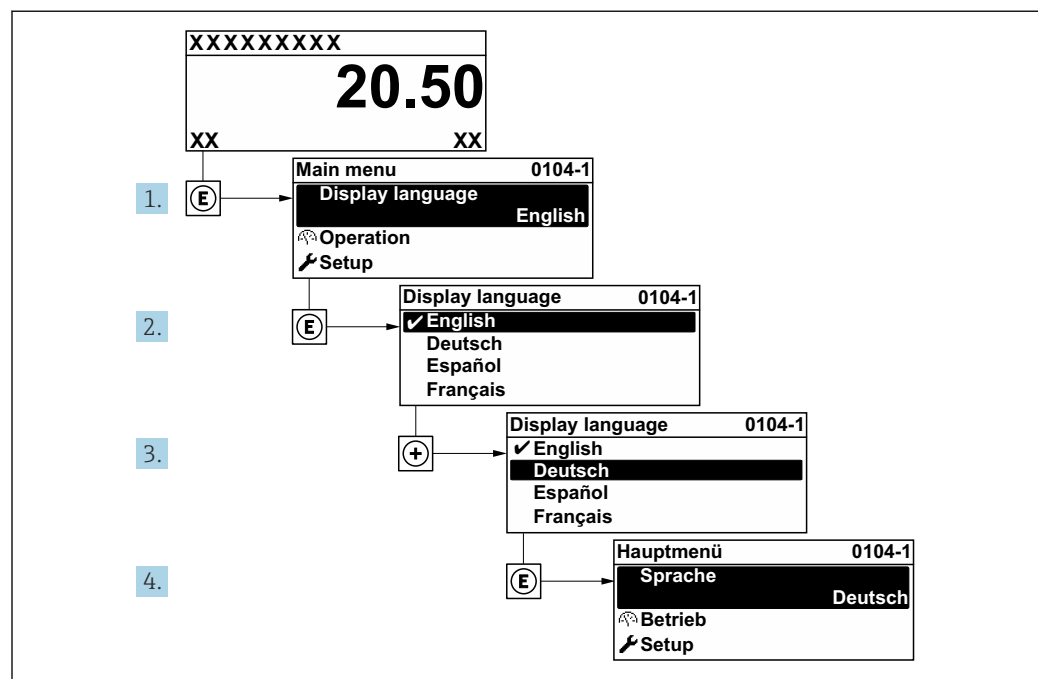 XXXXXXXXX
20.50
XX XX
1. E
Main menu 0104-1
Display language
English
Operation
Setup
2. E
Display language 0104-1
✔English
Deutsch
Español
Français
3. +
Display language 0104-1
✔English
Deutsch
Español
Français
4. E
Hauptmenü 0104-1
Sprache
Deutsch
Betrieb
Setup